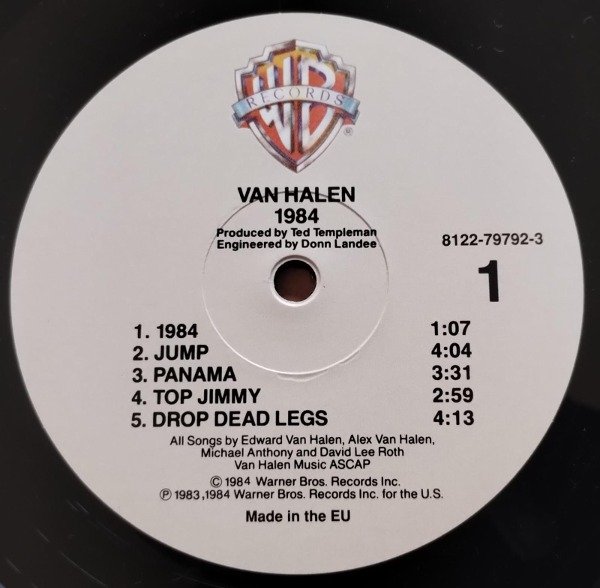 WB
RECORDS
®
VAN HALEN
1984
Produced by Ted Templeman
Engineered by Donn Landee
8122-79792-3
1
1. 1984 1:07
2. JUMP 4:04
3. PANAMA 3:31
4. TOP JIMMY 2:59
5. DROP DEAD LEGS 4:13
All Songs by Edward Van Halen, Alex Van Halen,
Michael Anthony and David Lee Roth
Van Halen Music ASCAP
© 1984 Warner Bros. Records Inc.
℗ 1983,1984 Warner Bros. Records Inc. for the U.S.
Made in the EU